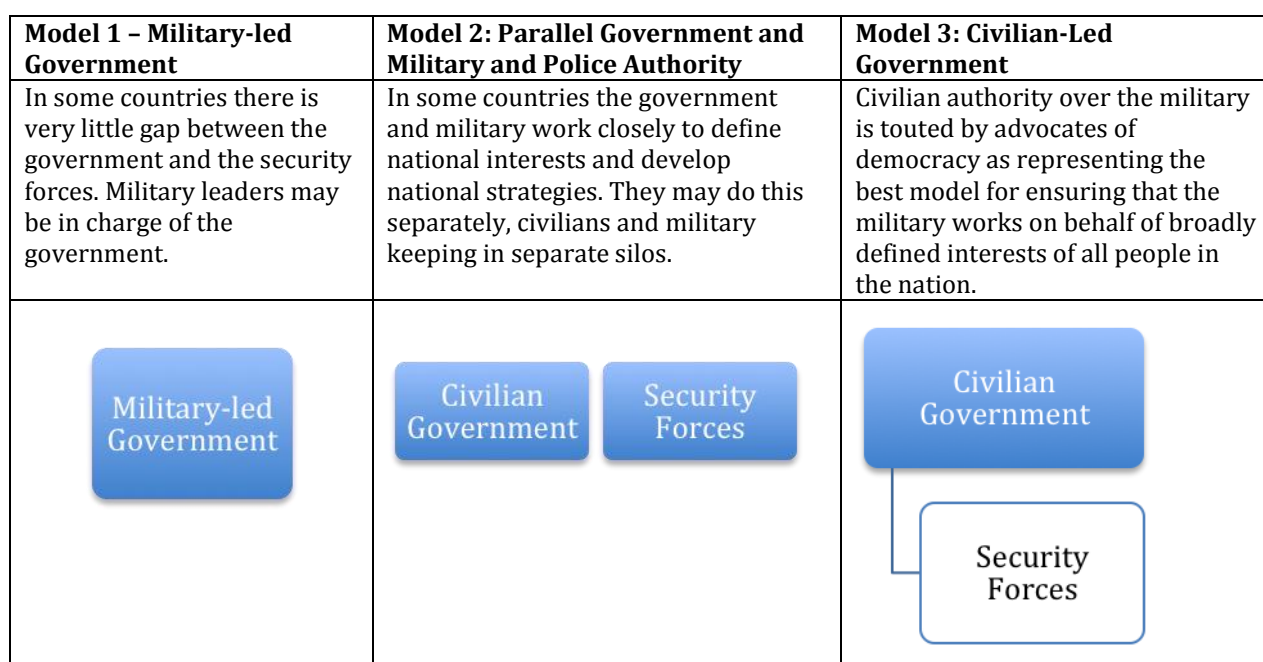 Model 1 – Military-led
Government
Model 2: Parallel Government and
Military and Police Authority
Model 3: Civilian-Led
Government
In some countries there is
very little gap between the
government and the security
forces. Military leaders may
be in charge of the
government.
In some countries the government
and military work closely to define
national interests and develop
national strategies. They may do this
separately, civilians and military
keeping in separate silos.
Civilian authority over the military
is touted by advocates of
democracy as representing the
best model for ensuring that the
military works on behalf of broadly
defined interests of all people in
the nation.
Military-led
Government
Civilian
Government
Security
Forces
Civilian
Government
Security
Forces